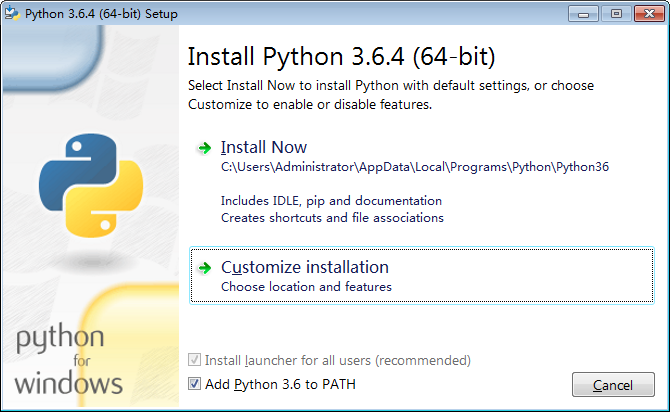 Python 3.6.4 (64-bit) Setup
Install Python 3.6.4 (64-bit)
Select Install Now to install Python with default settings, or choose
Customize to enable or disable features.
Install Now
C:\Users\Administrator\AppData\Local\Programs\Python\Python36
Includes IDLE, pip and documentation
Creates shortcuts and file associations
Customize installation
Choose location and features
python
for
windows
Install launcher for all users (recommended)
Add Python 3.6 to PATH
Cancel